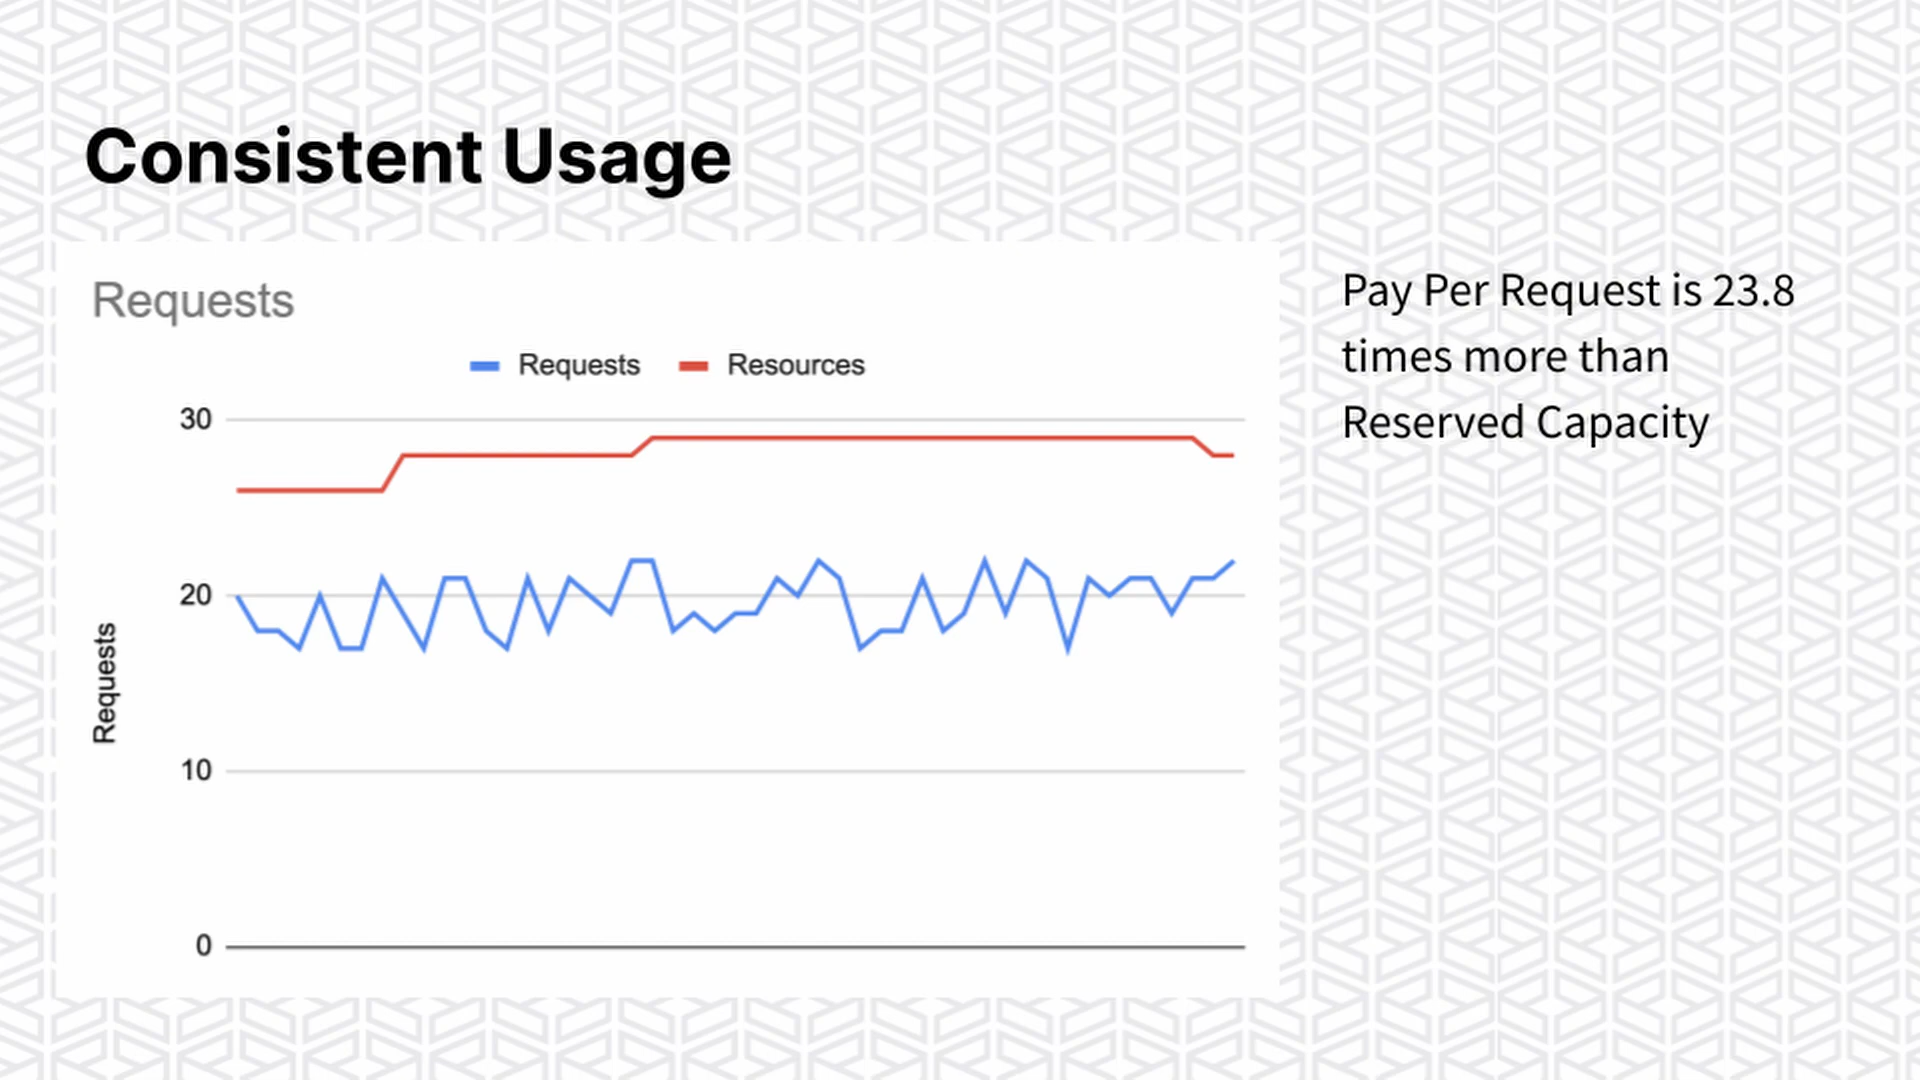 Consistent Usage
Requests
Requests Resources
30
20
10
0
Requests
Pay Per Request is 23.8
times more than
Reserved Capacity